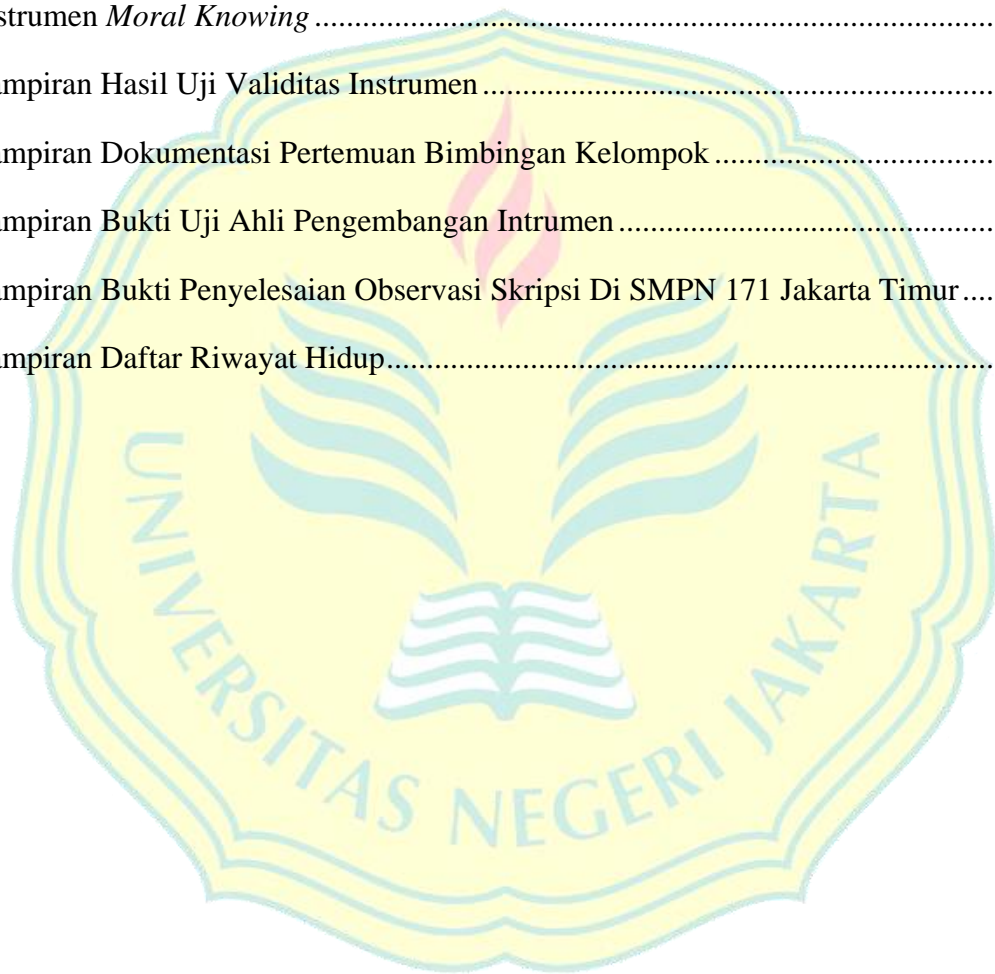 strumen Moral Knowing ....................................................................................
ampiran Hasil Uji Validitas Instrumen ...............................................................
ampiran Dokumentasi Pertemuan Bimbingan Kelompok ..................................
ampiran Bukti Uji Ahli Pengembangan Intrumen ..............................................
ampiran Bukti Penyelesaian Observasi Skripsi Di SMPN 171 Jakarta Timur ....
ampiran Daftar Riwayat Hidup...........................................................................
UNIVERSITAS NEGERI JAKARTA